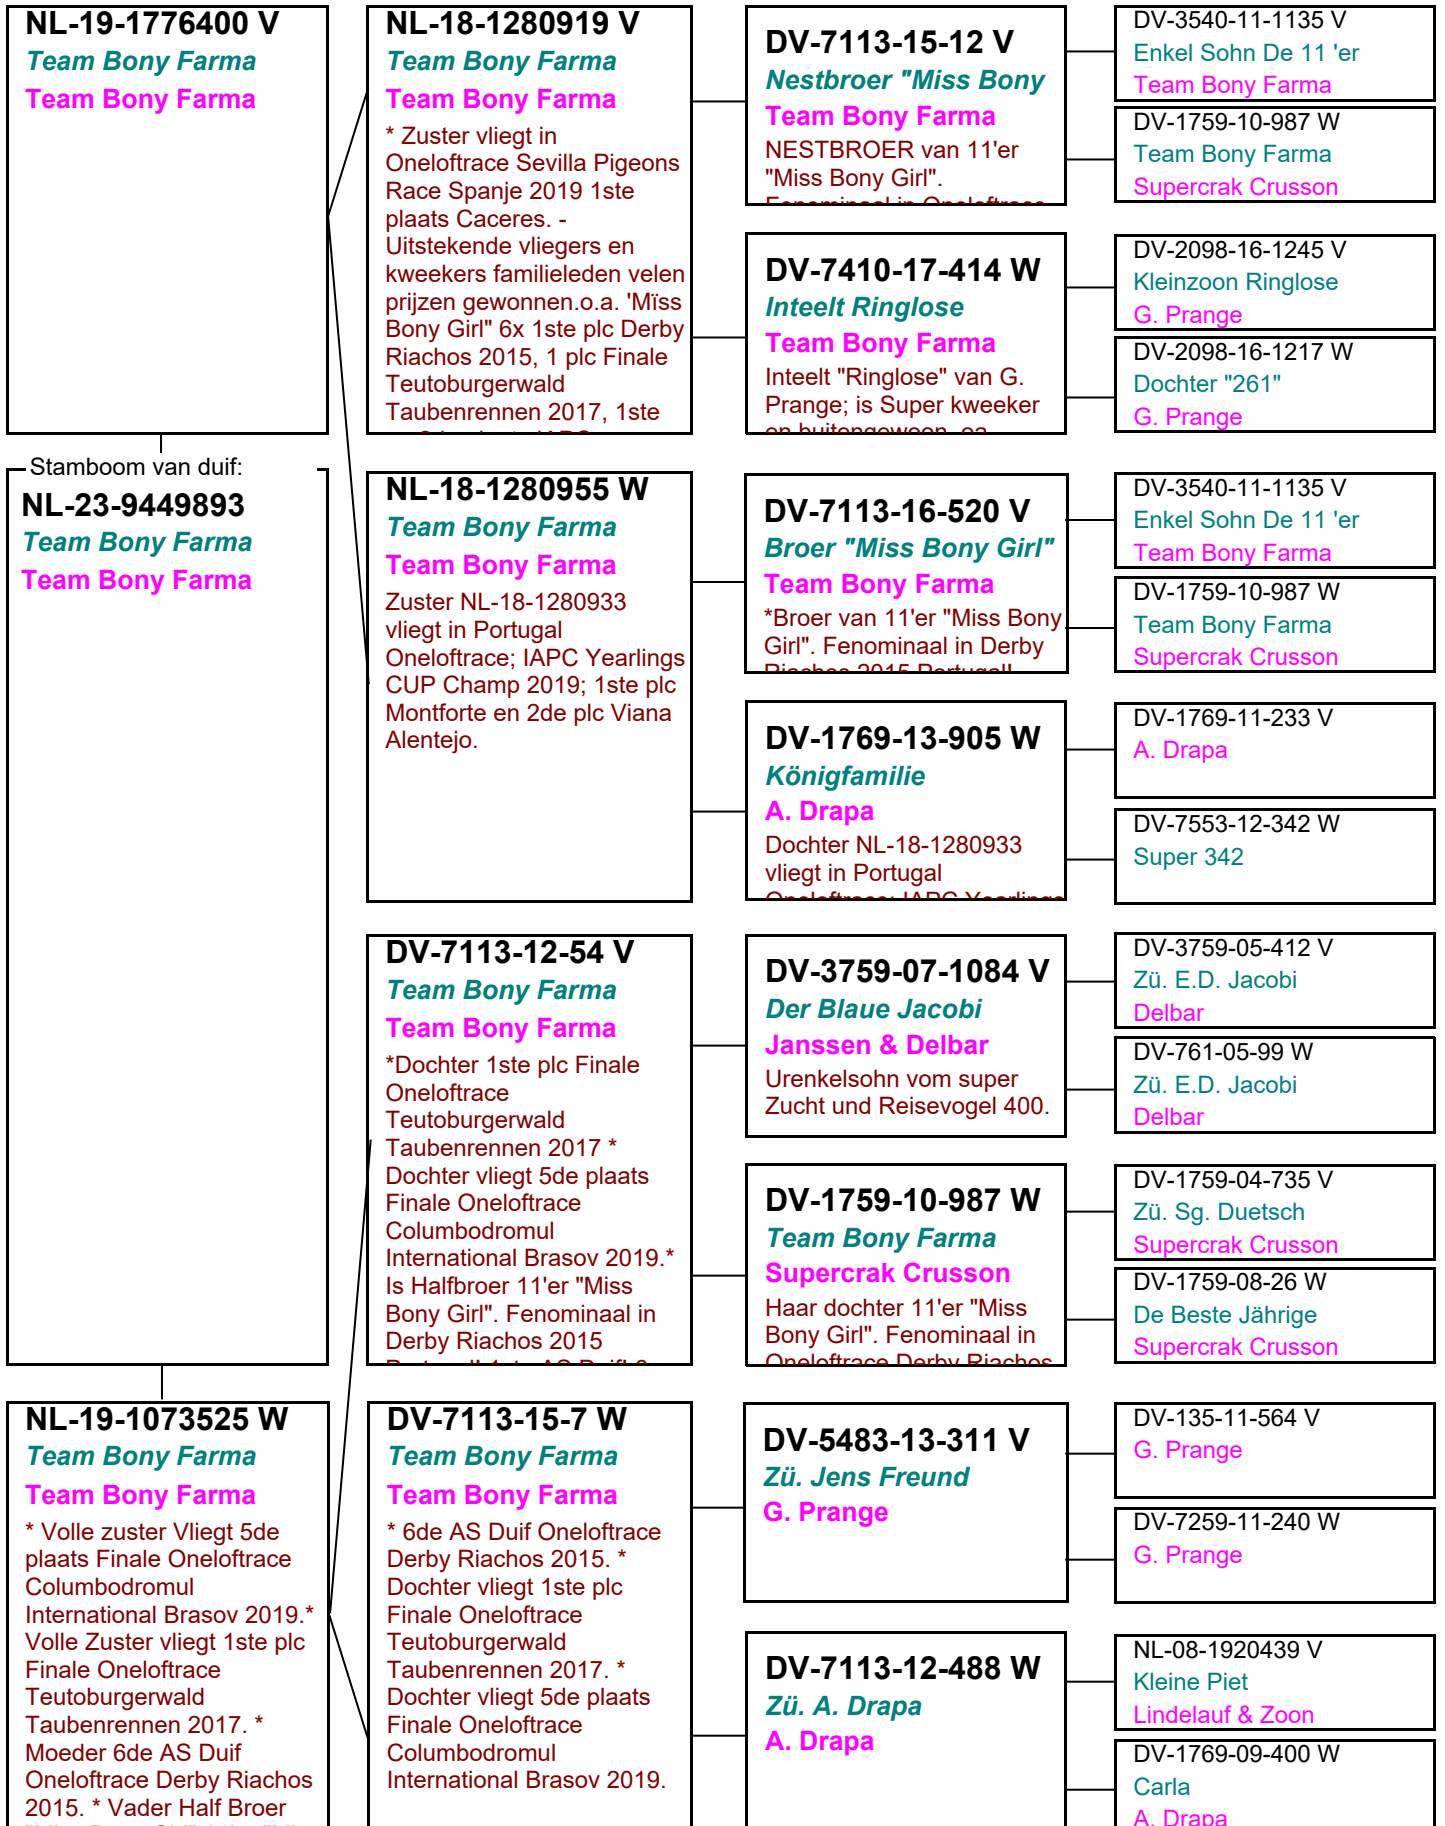 NL-19-1776400 V
Team Bony Farma
Team Bony Farma
Stamboom van duif:
NL-23-9449893
Team Bony Farma
Team Bony Farma
NL-19-1073525 W
Team Bony Farma
Team Bony Farma
* Volle zuster Vliegt 5de
plaats Finale Oneloftrace
Columbodromul
International Brasov 2019.*
Volle Zuster vliegt 1ste plc
Finale Oneloftrace
Teutoburgerwald
Taubenrennen 2017. *
Moeder 6de AS Duif
Oneloftrace Derby Riachos
2015. * Vader Half Broer
NL-18-1280919 V
Team Bony Farma
Team Bony Farma
* Zuster vliegt in
Oneloftrace Sevilla Pigeons
Race Spanje 2019 1ste
plaats Caceres. -
Uitstekende vliegers en
kweekers familieleden velen
prijzen gewonnen.o.a. 'Mïss
Bony Girl" 6x 1ste plc Derby
Riachos 2015, 1 plc Finale
Teutoburgerwald
Taubenrennen 2017, 1ste
NL-18-1280955 W
Team Bony Farma
Team Bony Farma
Zuster NL-18-1280933
vliegt in Portugal
Oneloftrace; IAPC Yearlings
CUP Champ 2019; 1ste plc
Montforte en 2de plc Viana
Alentejo.
DV-7113-12-54 V
Team Bony Farma
Team Bony Farma
*Dochter 1ste plc Finale
Oneloftrace
Teutoburgerwald
Taubenrennen 2017 *
Dochter vliegt 5de plaats
Finale Oneloftrace
Columbodromul
International Brasov 2019.*
Is Halfbroer 11'er "Miss
Bony Girl". Fenominaal in
Derby Riachos 2015
DV-7113-15-7 W
Team Bony Farma
Team Bony Farma
* 6de AS Duif Oneloftrace
Derby Riachos 2015. *
Dochter vliegt 1ste plc
Finale Oneloftrace
Teutoburgerwald
Taubenrennen 2017. *
Dochter vliegt 5de plaats
Finale Oneloftrace
Columbodromul
International Brasov 2019.
DV-7113-15-12 V
Nestbroer "Miss Bony
Team Bony Farma
NESTBROER van 11'er
"Miss Bony Girl".
Fenominaal in Oneloftrace
DV-7410-17-414 W
Inteelt Ringlose
Team Bony Farma
Inteelt "Ringlose" van G.
Prange; is Super kweeker
en buitengewoon. oa
DV-7113-16-520 V
Broer "Miss Bony Girl"
Team Bony Farma
*Broer van 11'er "Miss Bony
Girl". Fenominaal in Derby
Riachos 2015 Portugal!
DV-1769-13-905 W
Königfamilie
A. Drapa
Dochter NL-18-1280933
vliegt in Portugal
Oneloftrace; IAPC Yearlings
DV-3759-07-1084 V
Der Blaue Jacobi
Janssen & Delbar
Urenkelsohn vom super
Zucht und Reisevogel 400.
DV-1759-10-987 W
Team Bony Farma
Supercrak Crusson
Haar dochter 11'er "Miss
Bony Girl". Fenominaal in
Oneloftrace Derby Riachos
DV-5483-13-311 V
Zü. Jens Freund
G. Prange
DV-7113-12-488 W
Zü. A. Drapa
A. Drapa
DV-3540-11-1135 V
Enkel Sohn De 11 'er
Team Bony Farma
DV-1759-10-987 W
Team Bony Farma
Supercrak Crusson
DV-2098-16-1245 V
Kleinzoon Ringlose
G. Prange
DV-2098-16-1217 W
Dochter "261"
G. Prange
DV-3540-11-1135 V
Enkel Sohn De 11 'er
Team Bony Farma
DV-1759-10-987 W
Team Bony Farma
Supercrak Crusson
DV-1769-11-233 V
A. Drapa
DV-7553-12-342 W
Super 342
DV-3759-05-412 V
Zü. E.D. Jacobi
Delbar
DV-761-05-99 W
Zü. E.D. Jacobi
Delbar
DV-1759-04-735 V
Zü. Sg. Duetsch
Supercrak Crusson
DV-1759-08-26 W
De Beste Jährige
Supercrak Crusson
DV-135-11-564 V
G. Prange
DV-7259-11-240 W
G. Prange
NL-08-1920439 V
Kleine Piet
Lindelauf & Zoon
DV-1769-09-400 W
Carla
A. Drapa